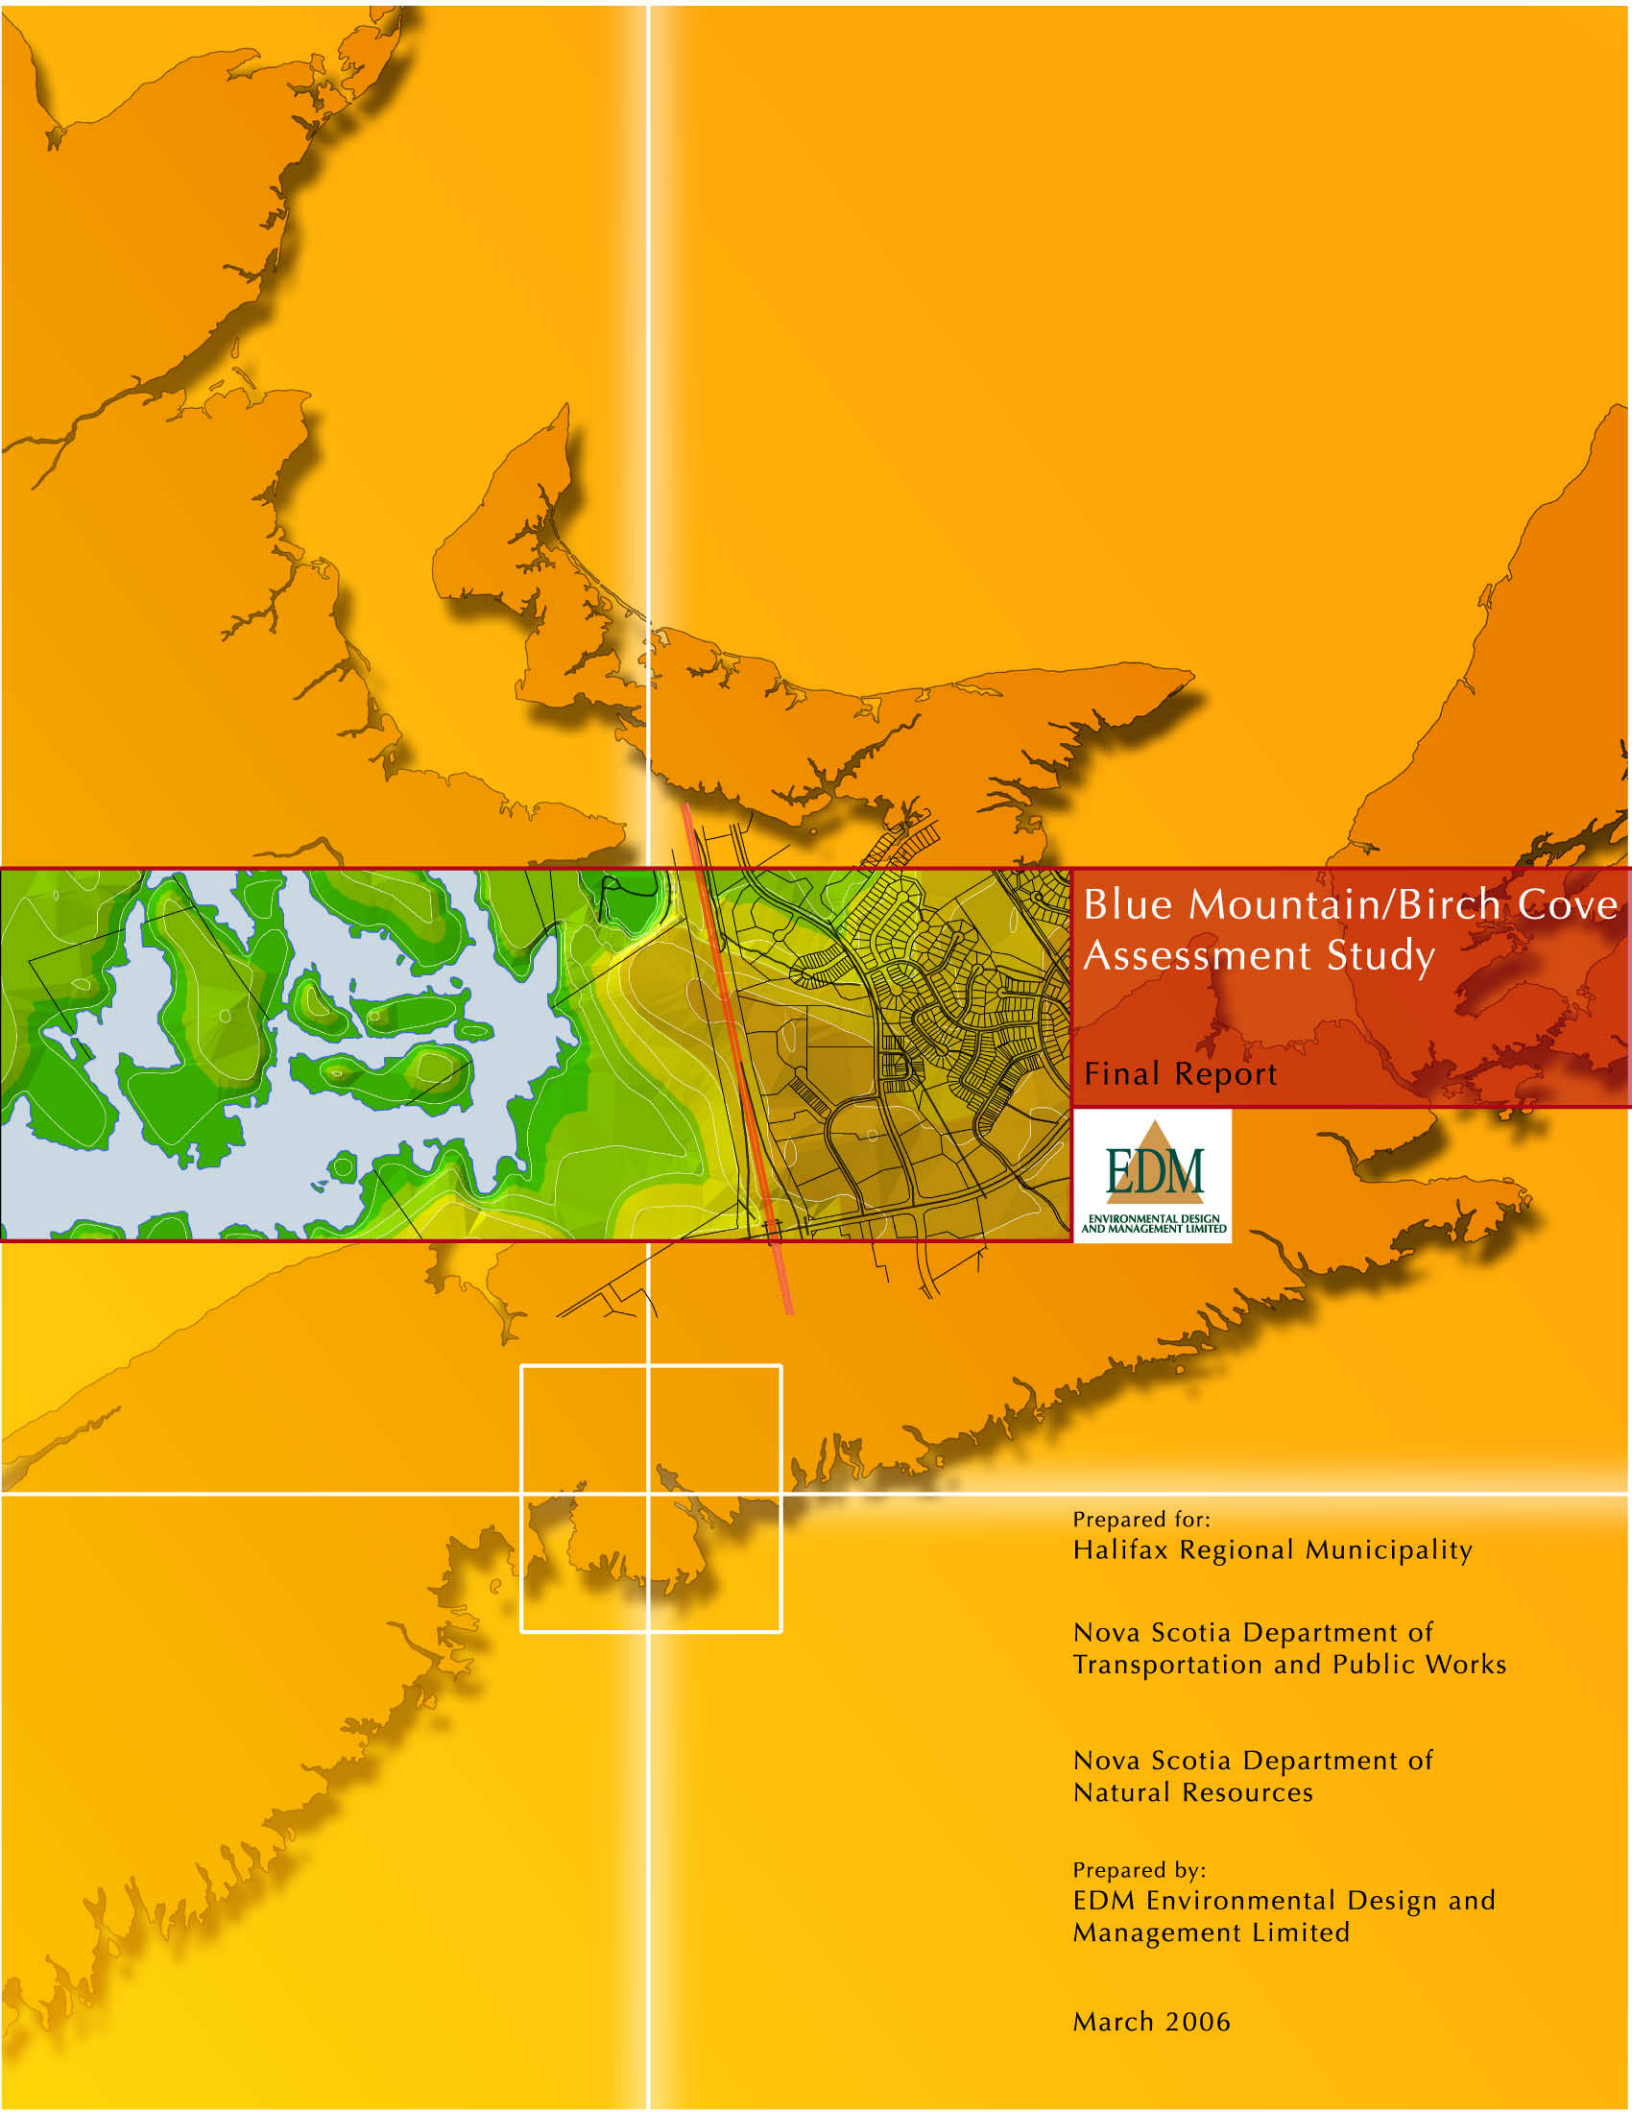 Blue Mountain/Birch Cove
Assessment Study
Final Report
EDM
ENVIRONMENTAL DESIGN
AND MANAGEMENT LIMITED
Prepared for:
Halifax Regional Municipality
Nova Scotia Department of
Transportation and Public Works
Nova Scotia Department of
Natural Resources
Prepared by:
EDM Environmental Design and
Management Limited
March 2006